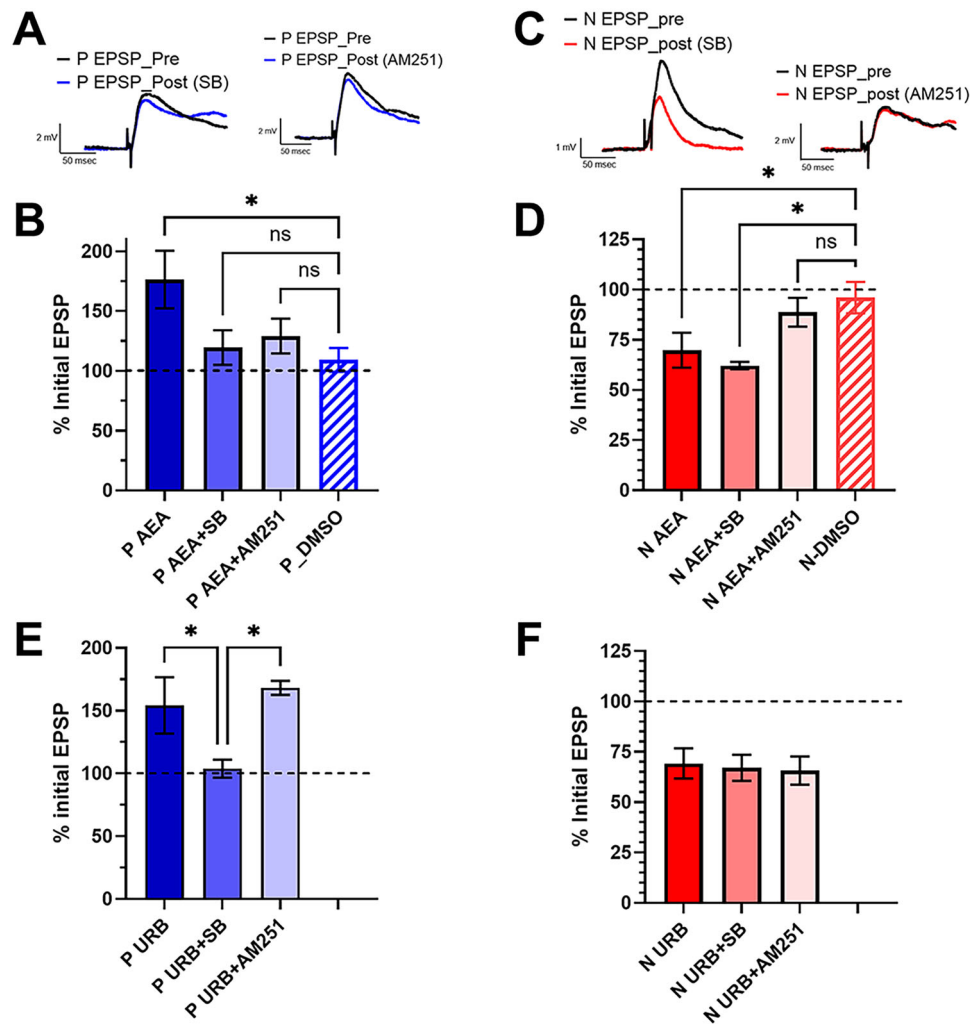 A
P EPSP_Pre
P EPSP_Post (SB)
2 mV
50 msec
P EPSP_Pre
P EPSP_Post (AM251)
2 mV
50 msec
C
N EPSP_pre
N EPSP_post (SB)
1 mV
50 msec
N EPSP_pre
N EPSP_post (AM251)
2 mV
50 msec
B
% Initial EPSP
200
150
100
50
0
*
ns
ns
P AEA
P AEA+SB
P AEA+AM251
P_DMSO
D
% Initial EPSP
125
100
75
50
25
0
*
*
ns
N AEA
N AEA+SB
N AEA+AM251
N-DMSO
E
% initial EPSP
200
150
100
50
0
*
*
P URB
P URB+SB
P URB+AM251
F
% Initial EPSP
125
100
75
50
25
0
N URB
N URB+SB
N URB+AM251